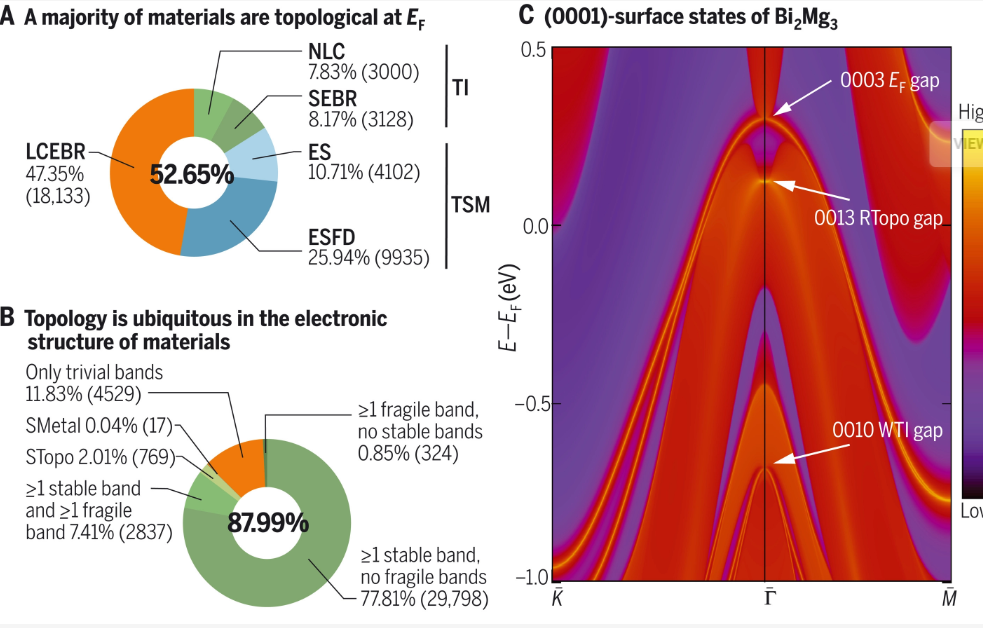 A A majority of materials are topological at EF
NLC
7.83% (3000)
SEBR
8.17% (3128)
TI
LCEBR
47.35%
(18,133)
52.65%
ES
10.71% (4102)
TSM
ESFD
25.94% (9935)
B Topology is ubiquitous in the electronic
structure of materials
Only trivial bands
11.83% (4529)
SMetal 0.04% (17)
STopo 2.01% (769)
≥1 stable band
and ≥1 fragile
band 7.41% (2837)
≥1 fragile band,
no stable bands
0.85% (324)
87.99%
≥1 stable band,
no fragile bands
77.81% (29,798)
C (0001)-surface states of Bi2Mg3
0.5
0.0
−0.5
−1.0
E—EF (eV)
0003 EF gap
0013 RTopo gap
0010 WTI gap
K̄
Γ̄
M̄
Hig
VIEW
Low